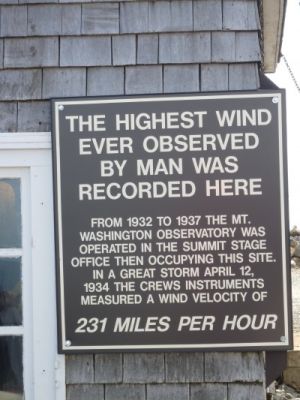 THE HIGHEST WIND
EVER OBSERVED
BY MAN WAS
RECORDED HERE
FROM 1932 TO 1937 THE MT.
WASHINGTON OBSERVATORY WAS
OPERATED IN THE SUMMIT STAGE
OFFICE THEN OCCUPYING THIS SITE.
IN A GREAT STORM APRIL 12,
1934 THE CREWS INSTRUMENTS
MEASURED A WIND VELOCITY OF
231 MILES PER HOUR